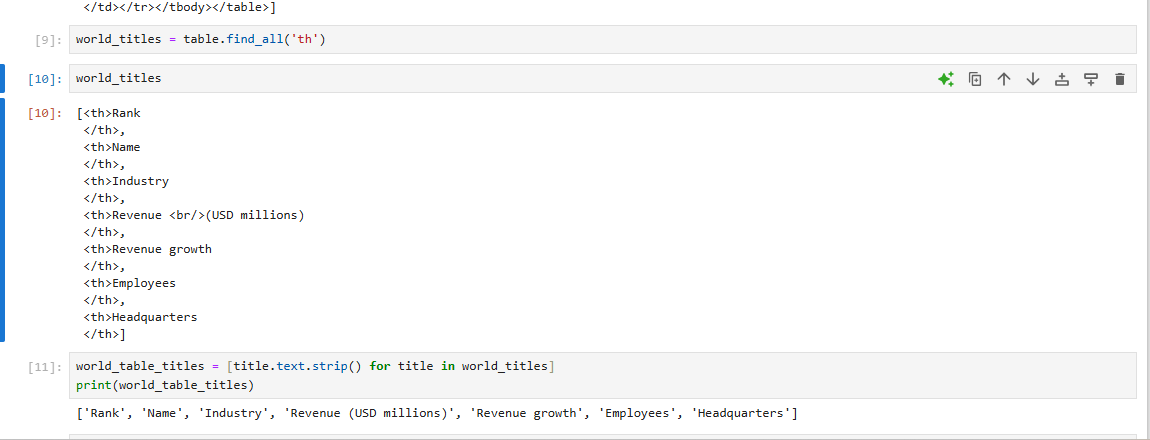 </td></tr></tbody></table>]
[9]: world_titles = table.find_all('th')
[10]: world_titles
[10]: [<th>Rank
</th>,
<th>Name
</th>,
<th>Industry
</th>,
<th>Revenue <br/>(USD millions)
</th>,
<th>Revenue growth
</th>,
<th>Employees
</th>,
<th>Headquarters
</th>]
[11]: world_table_titles = [title.text.strip() for title in world_titles]
print(world_table_titles)
['Rank', 'Name', 'Industry', 'Revenue (USD millions)', 'Revenue growth', 'Employees', 'Headquarters']